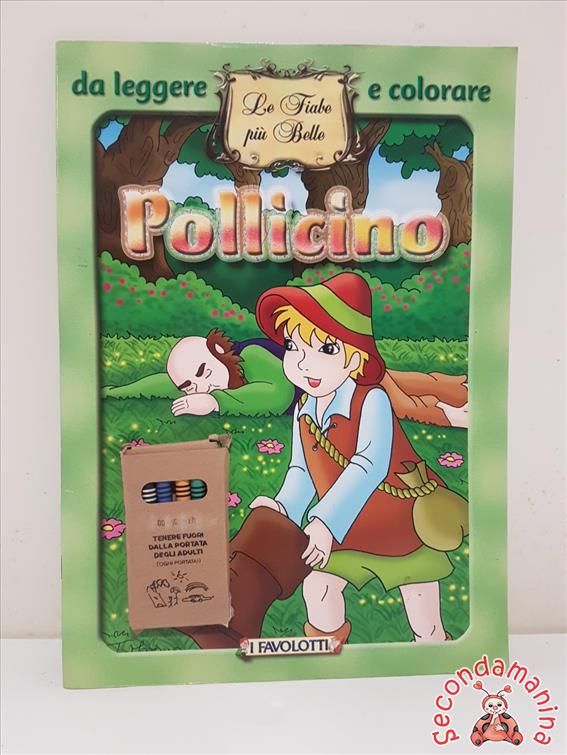 da leggere
e colorare
Le Fiabe
più Belle
Pollicino
TENERE FUORI
DALLA PORTATA
DEGLI ADULTI
I FAVOLOTTI
Secondamanina